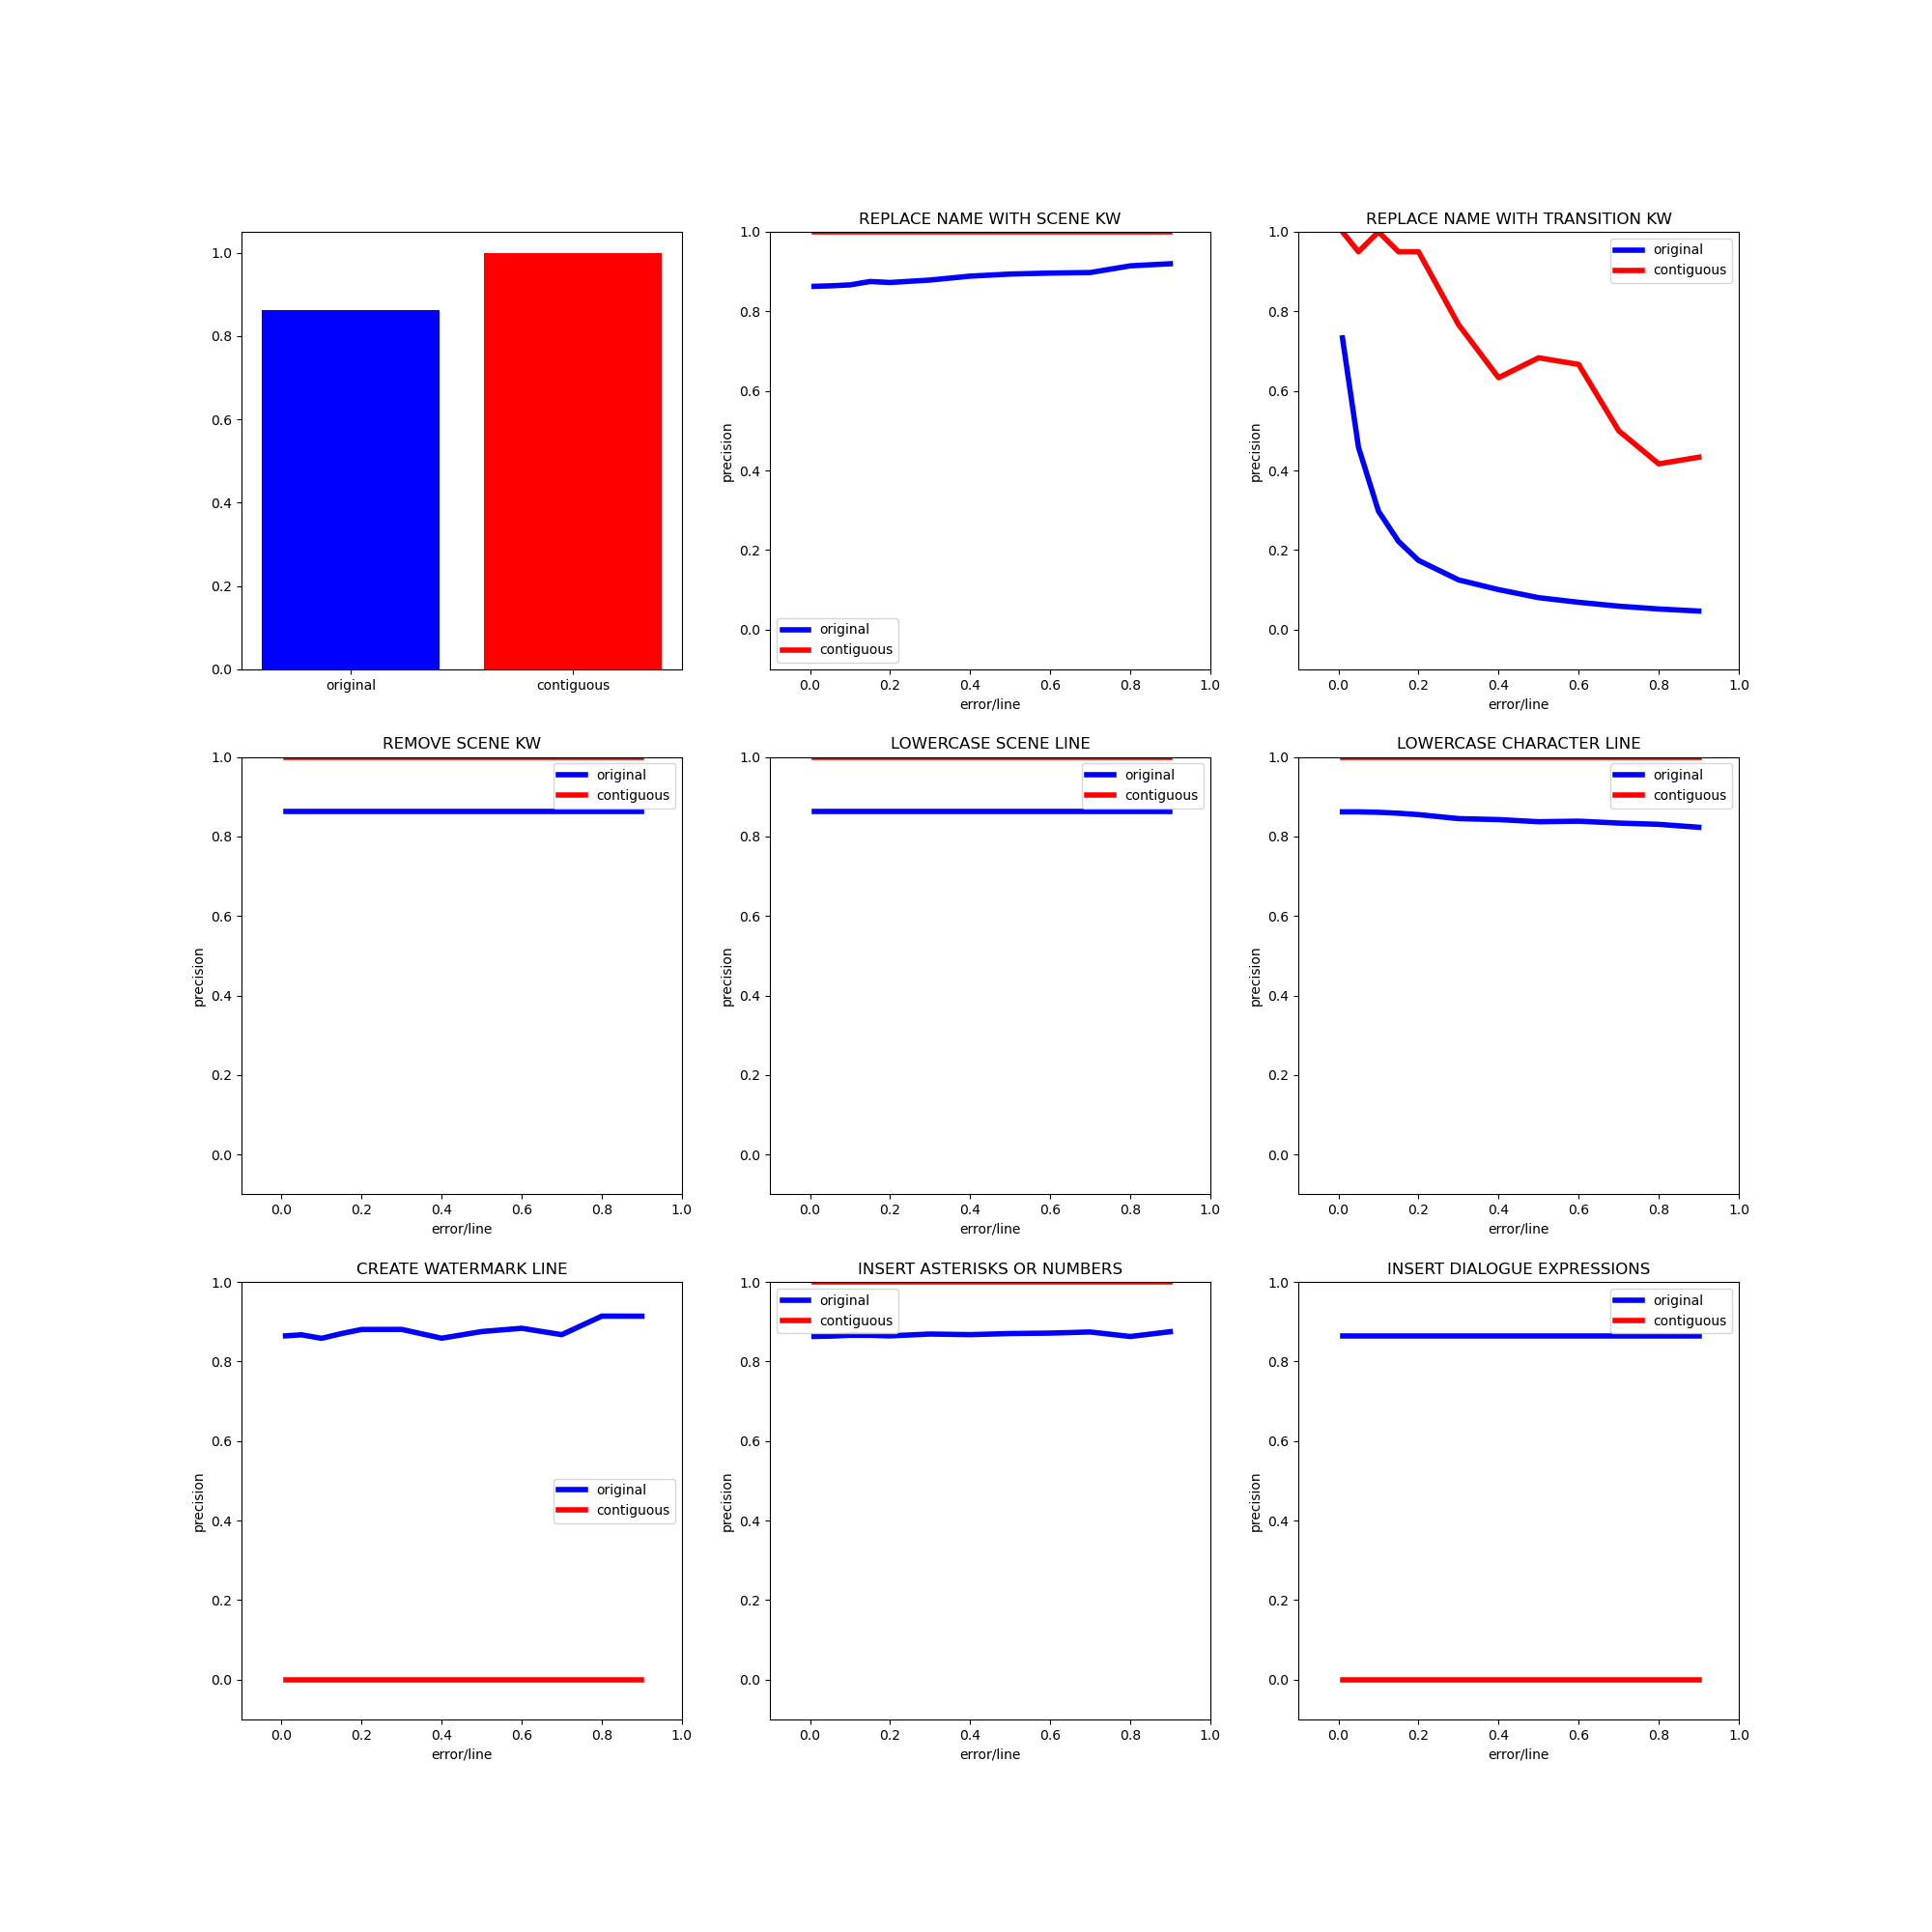 1.0
0.8
0.6
0.4
0.2
0.0
original
contiguous
REPLACE NAME WITH SCENE KW
1.0
0.8
0.6
0.4
0.2
0.0
precision
original
contiguous
0.0 0.2 0.4 0.6 0.8 1.0
error/line
REPLACE NAME WITH TRANSITION KW
1.0
0.8
0.6
0.4
0.2
0.0
precision
original
contiguous
0.0 0.2 0.4 0.6 0.8 1.0
error/line
REMOVE SCENE KW
1.0
0.8
0.6
0.4
0.2
0.0
precision
original
contiguous
0.0 0.2 0.4 0.6 0.8 1.0
error/line
LOWERCASE SCENE LINE
1.0
0.8
0.6
0.4
0.2
0.0
precision
original
contiguous
0.0 0.2 0.4 0.6 0.8 1.0
error/line
LOWERCASE CHARACTER LINE
1.0
0.8
0.6
0.4
0.2
0.0
precision
original
contiguous
0.0 0.2 0.4 0.6 0.8 1.0
error/line
CREATE WATERMARK LINE
1.0
0.8
0.6
0.4
0.2
0.0
precision
original
contiguous
0.0 0.2 0.4 0.6 0.8 1.0
error/line
INSERT ASTERISKS OR NUMBERS
1.0
0.8
0.6
0.4
0.2
0.0
precision
original
contiguous
0.0 0.2 0.4 0.6 0.8 1.0
error/line
INSERT DIALOGUE EXPRESSIONS
1.0
0.8
0.6
0.4
0.2
0.0
precision
original
contiguous
0.0 0.2 0.4 0.6 0.8 1.0
error/line